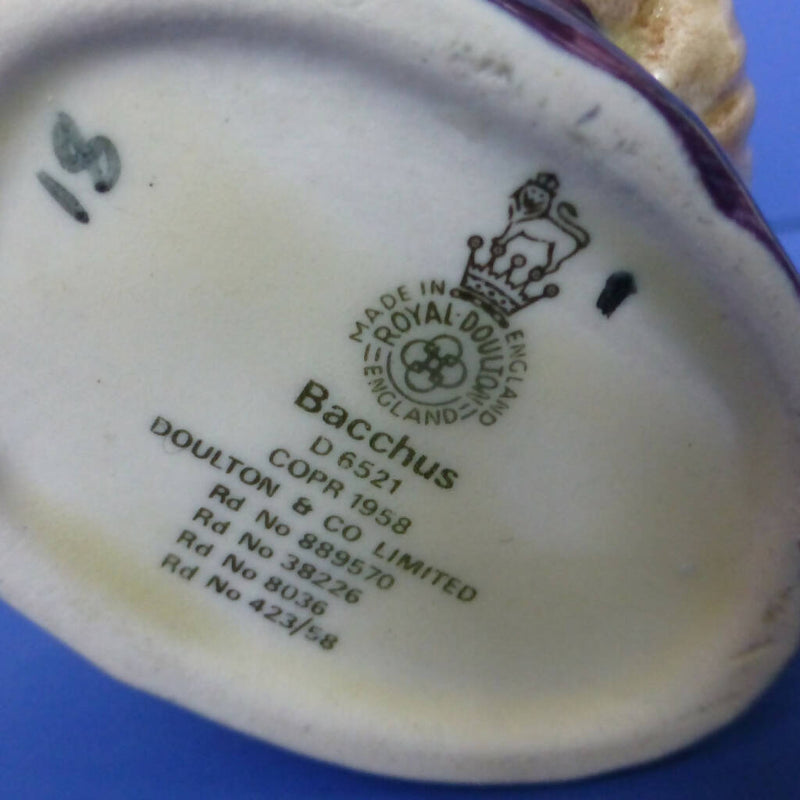 18
MADE IN ENGLAND
ROYAL·DOULTON
ENGLAND
Bacchus
D 6521
COPR 1958
DOULTON & CO LIMITED
Rd No 889570
Rd No 38226
Rd No 8036
Rd No 423/58